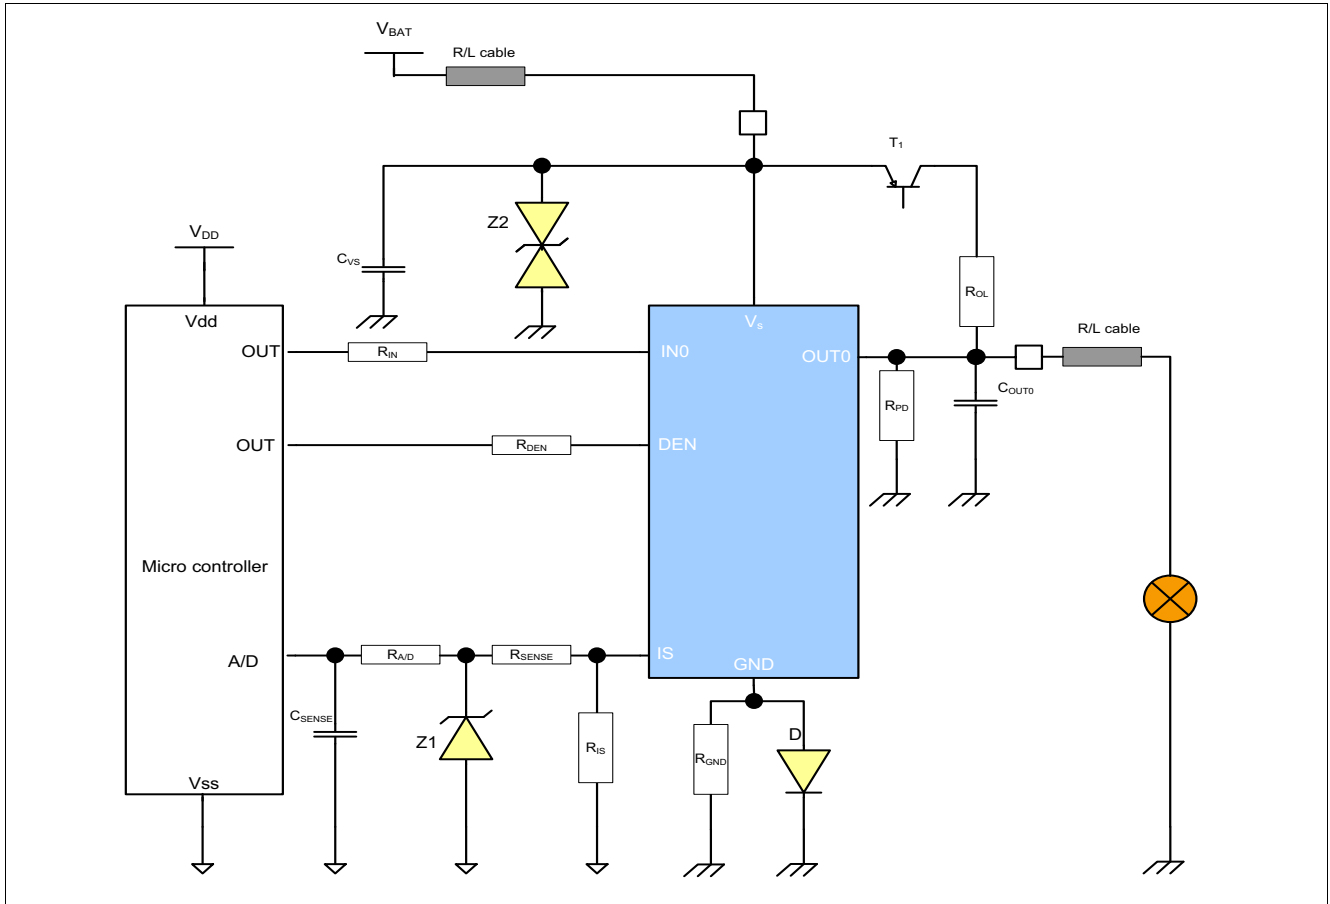 VBAT
R/L cable
T1
Z2
VDD
CVS
ROL
Vdd
Vs
R/L cable
OUT
RIN
IN0
OUT0
COUT0
RPD
OUT
RDEN
DEN
Micro controller
A/D
RA/D
RSENSE
IS
GND
CSENSE
Z1
RIS
D
RGND
Vss